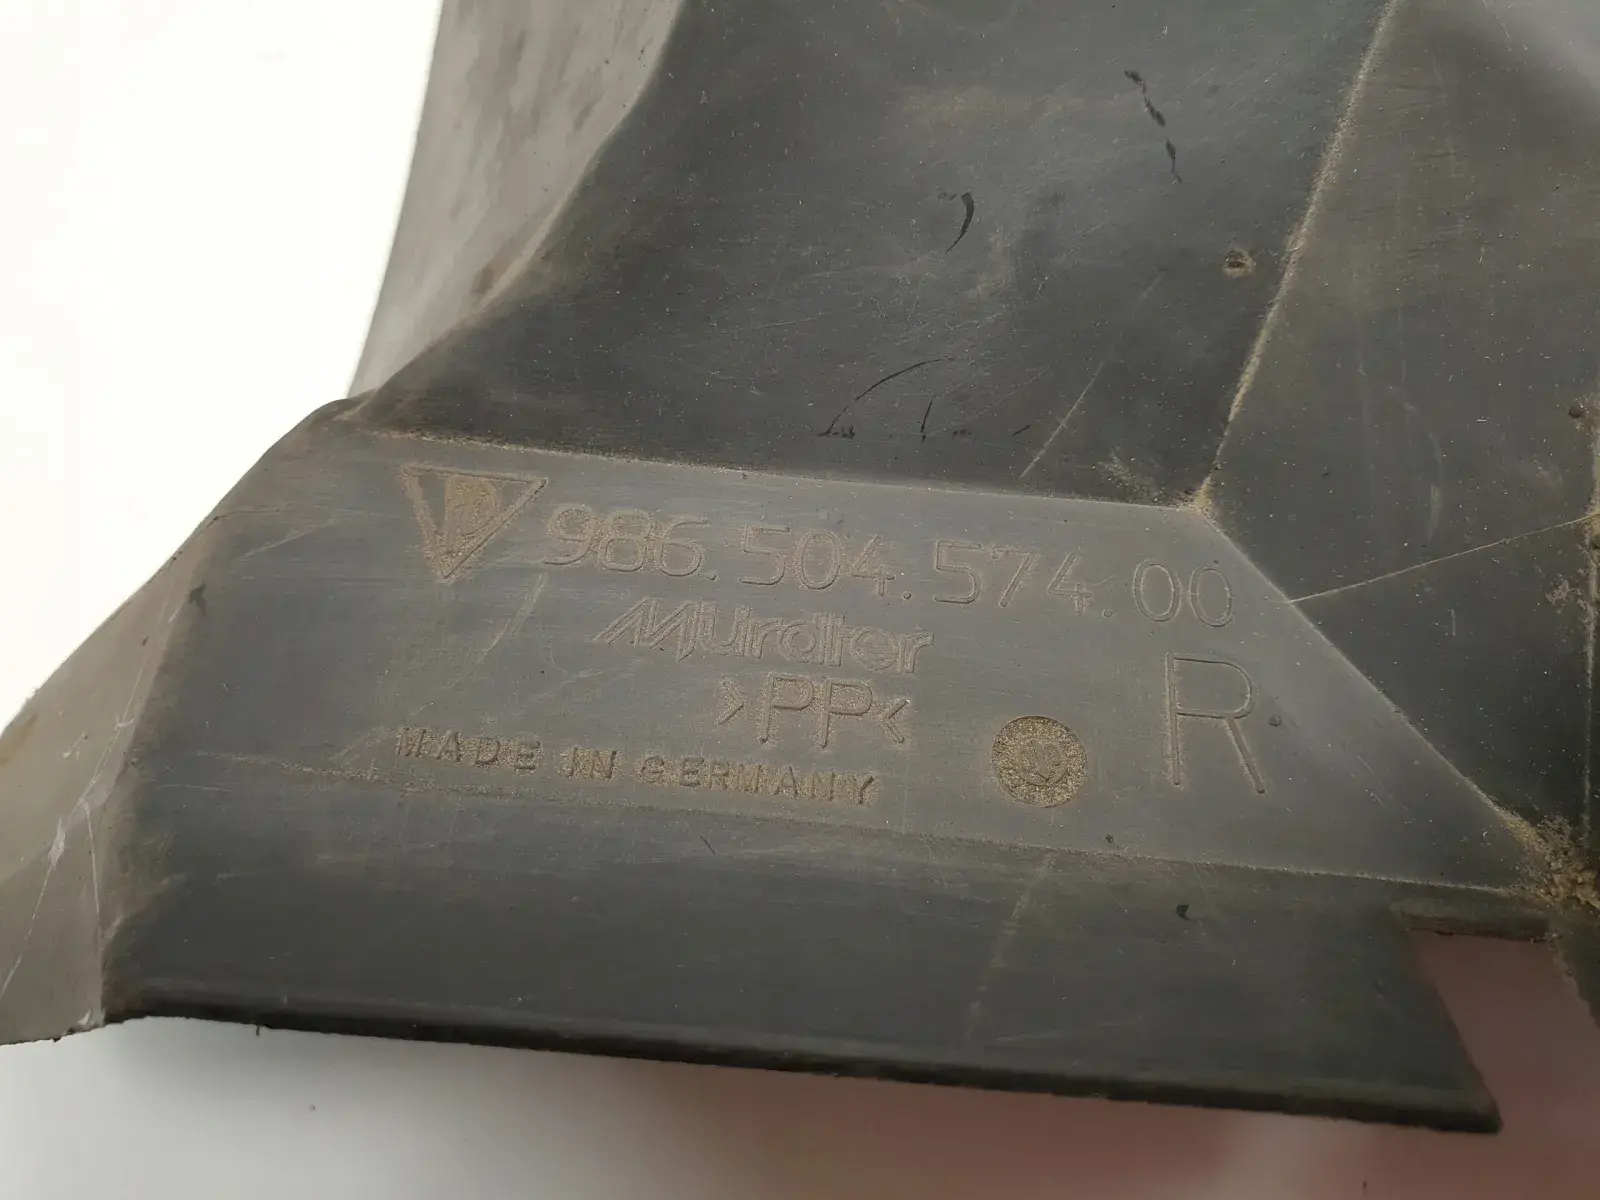 986.504.574.00
Murdter
>PP<
R
MADE IN GERMANY